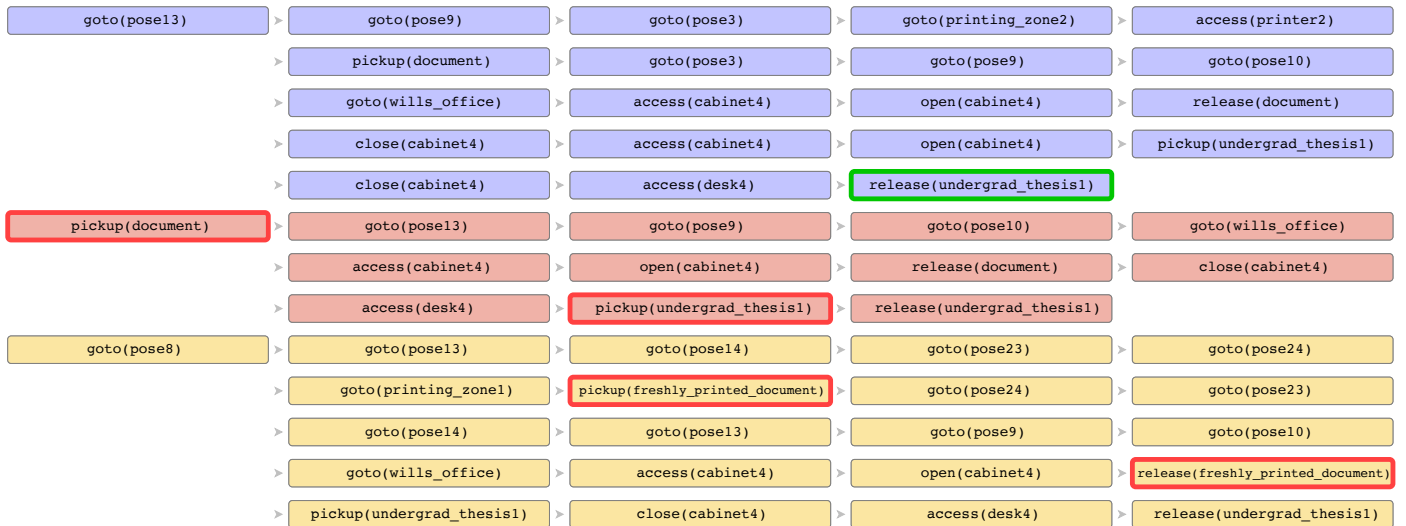 goto(pose13) goto(pose9) goto(pose3) goto(printing_zone2) access(printer2)
pickup(document) goto(pose3) goto(pose9) goto(pose10)
goto(wills_office) access(cabinet4) open(cabinet4) release(document)
close(cabinet4) access(cabinet4) open(cabinet4) pickup(undergrad_thesis1)
close(cabinet4) access(desk4) release(undergrad_thesis1)
pickup(document) goto(pose13) goto(pose9) goto(pose10) goto(wills_office)
access(cabinet4) open(cabinet4) release(document) close(cabinet4)
access(desk4) pickup(undergrad_thesis1) release(undergrad_thesis1)
goto(pose8) goto(pose13) goto(pose14) goto(pose23) goto(pose24)
goto(printing_zone1) pickup(freshly_printed_document) goto(pose24) goto(pose23)
goto(pose14) goto(pose13) goto(pose9) goto(pose10)
goto(wills_office) access(cabinet4) open(cabinet4) release(freshly_printed_document)
pickup(undergrad_thesis1) close(cabinet4) access(desk4) release(undergrad_thesis1)